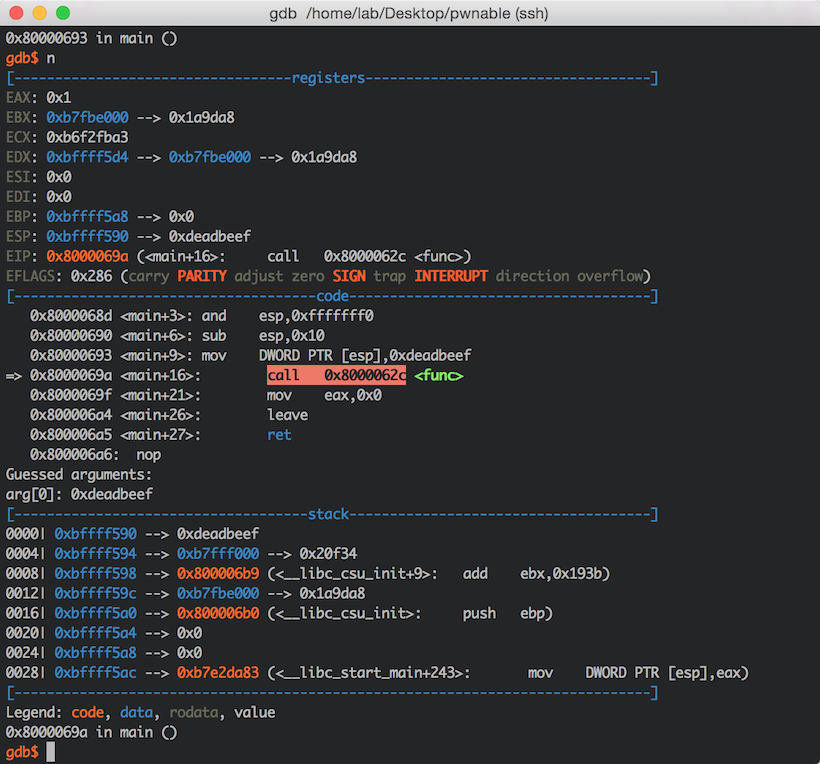 gdb /home/lab/Desktop/pwnable (ssh)
0x80000693 in main ()
gdb$ n
[----------------------------------registers-----------------------------------]
EAX: 0x1
EBX: 0xb7fbe000 --> 0x1a9da8
ECX: 0xb6f2fba3
EDX: 0xbffff5d4 --> 0xb7fbe000 --> 0x1a9da8
ESI: 0x0
EDI: 0x0
EBP: 0xbffff5a8 --> 0x0
ESP: 0xbffff590 --> 0xdeadbeef
EIP: 0x8000069a (<main+16>: call 0x8000062c <func>)
EFLAGS: 0x286 (carry PARITY adjust zero SIGN trap INTERRUPT direction overflow)
[-------------------------------------code-------------------------------------]
0x8000068d <main+3>: and esp,0xfffffff0
0x80000690 <main+6>: sub esp,0x10
0x80000693 <main+9>: mov DWORD PTR [esp],0xdeadbeef
=> 0x8000069a <main+16>: call 0x8000062c <func>
0x8000069f <main+21>: mov eax,0x0
0x800006a4 <main+26>: leave
0x800006a5 <main+27>: ret
0x800006a6: nop
Guessed arguments:
arg[0]: 0xdeadbeef
[------------------------------------stack-------------------------------------]
0000| 0xbffff590 --> 0xdeadbeef
0004| 0xbffff594 --> 0xb7fff000 --> 0x20f34
0008| 0xbffff598 --> 0x800006b9 (<__libc_csu_init+9>: add ebx,0x193b)
0012| 0xbffff59c --> 0xb7fbe000 --> 0x1a9da8
0016| 0xbffff5a0 --> 0x800006b0 (<__libc_csu_init>: push ebp)
0020| 0xbffff5a4 --> 0x0
0024| 0xbffff5a8 --> 0x0
0028| 0xbffff5ac --> 0xb7e2da83 (<__libc_start_main+243>: mov DWORD PTR [esp],eax)
[------------------------------------------------------------------------------]
Legend: code, data, rodata, value
0x8000069a in main ()
gdb$